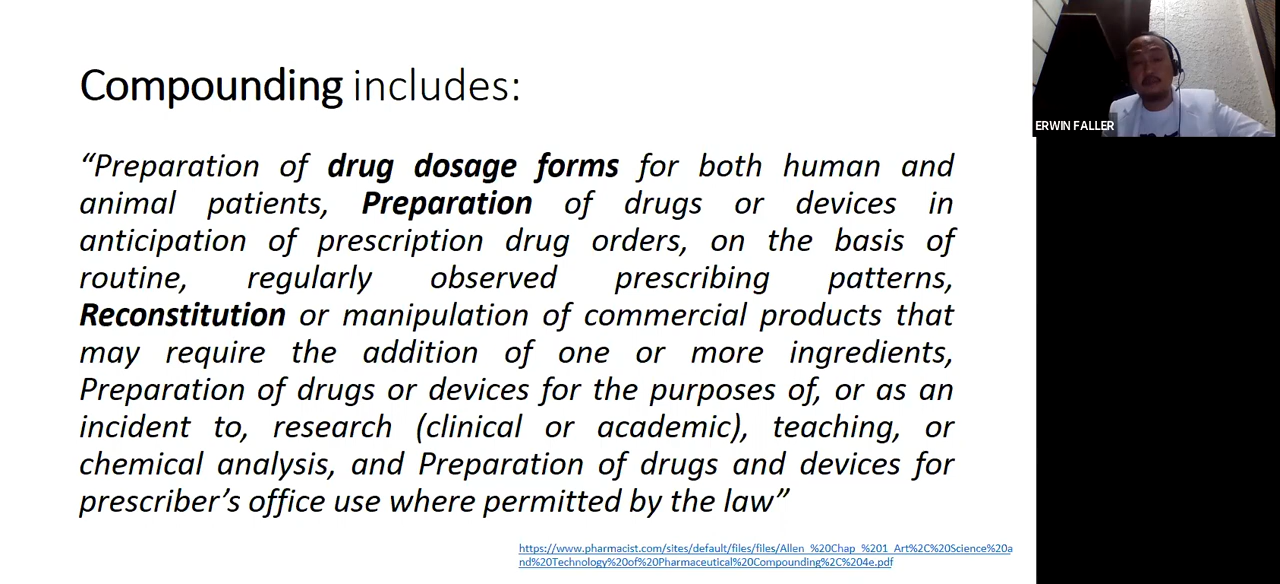 Compounding includes:
“Preparation of drug dosage forms for both human and
animal patients, Preparation of drugs or devices in
anticipation of prescription drug orders, on the basis of
routine, regularly observed prescribing patterns,
Reconstitution or manipulation of commercial products that
may require the addition of one or more ingredients,
Preparation of drugs or devices for the purposes of, or as an
incident to, research (clinical or academic), teaching, or
chemical analysis, and Preparation of drugs and devices for
prescriber’s office use where permitted by the law”
https://www.pharmacist.com/sites/default/files/files/Allen_%20Chap_%201_Art%2C%20Science%20a
nd%20Technology%20of%20Pharmaceutical%20Compounding%2C%204e.pdf
ERWIN FALLER